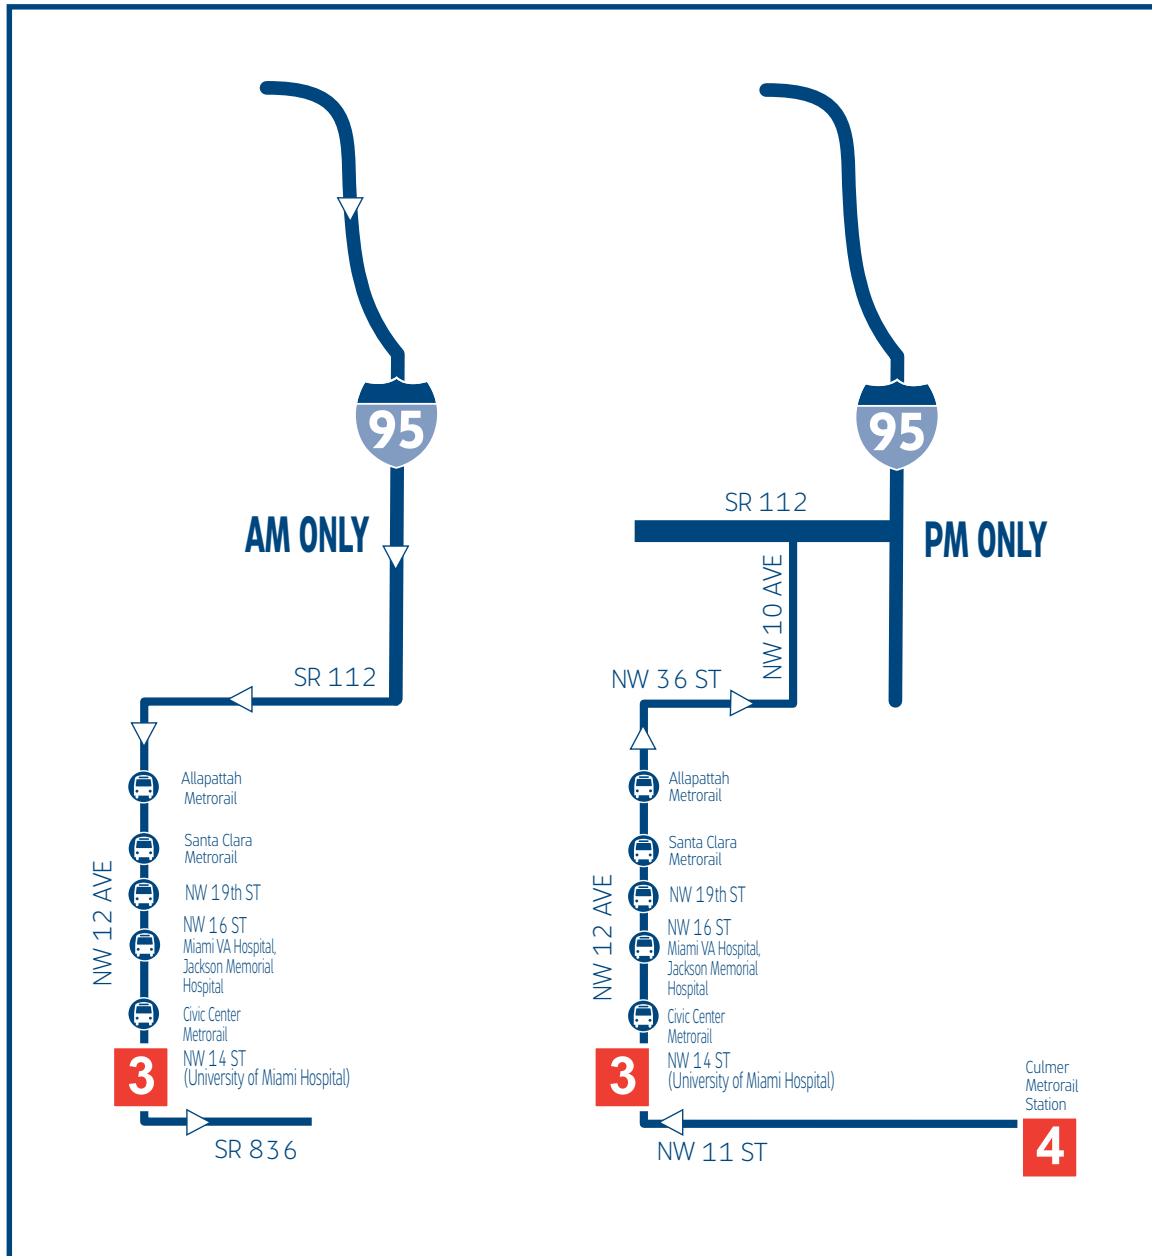 95
AM ONLY
SR 112
Allapattah
Metrorail
Santa Clara
Metrorail
NW 19th ST
NW 16 ST
Miami VA Hospital,
Jackson Memorial
Hospital
Civic Center
Metrorail
NW 14 ST
(University of Miami Hospital)
3
NW 12 AVE
SR 836
95
SR 112
PM ONLY
NW 10 AVE
NW 36 ST
Allapattah
Metrorail
Santa Clara
Metrorail
NW 19th ST
NW 16 ST
Miami VA Hospital,
Jackson Memorial
Hospital
Civic Center
Metrorail
NW 14 ST
(University of Miami Hospital)
3
NW 12 AVE
NW 11 ST
Culmer
Metrorail
Station
4